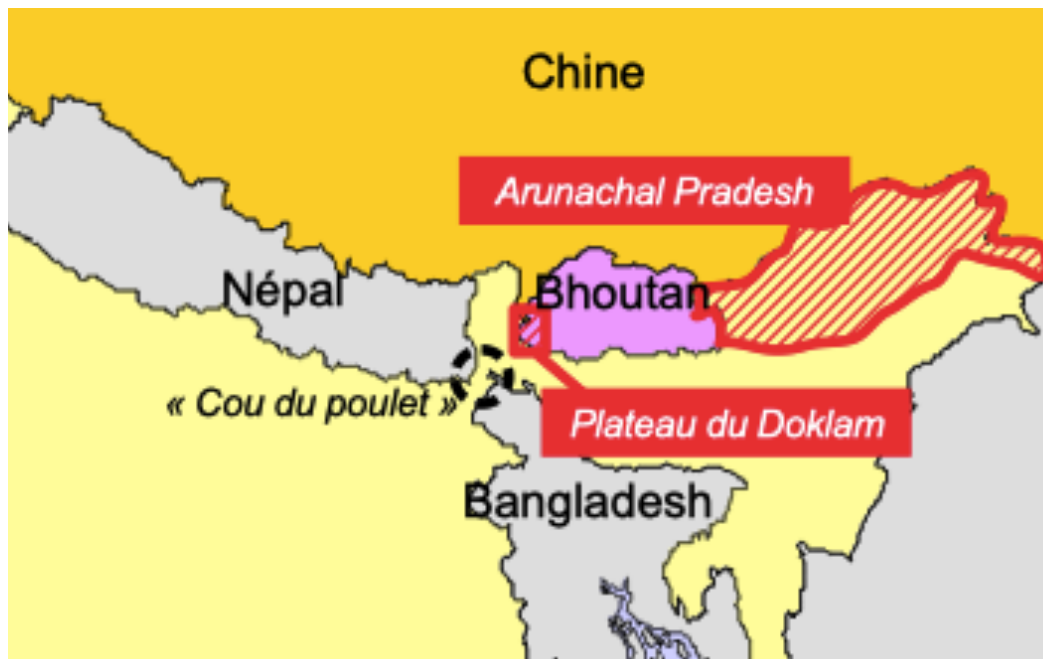 Chine
Arunachal Pradesh
Népal
Bhoutan
« Cou du poulet »
Plateau du Doklam
Bangladesh